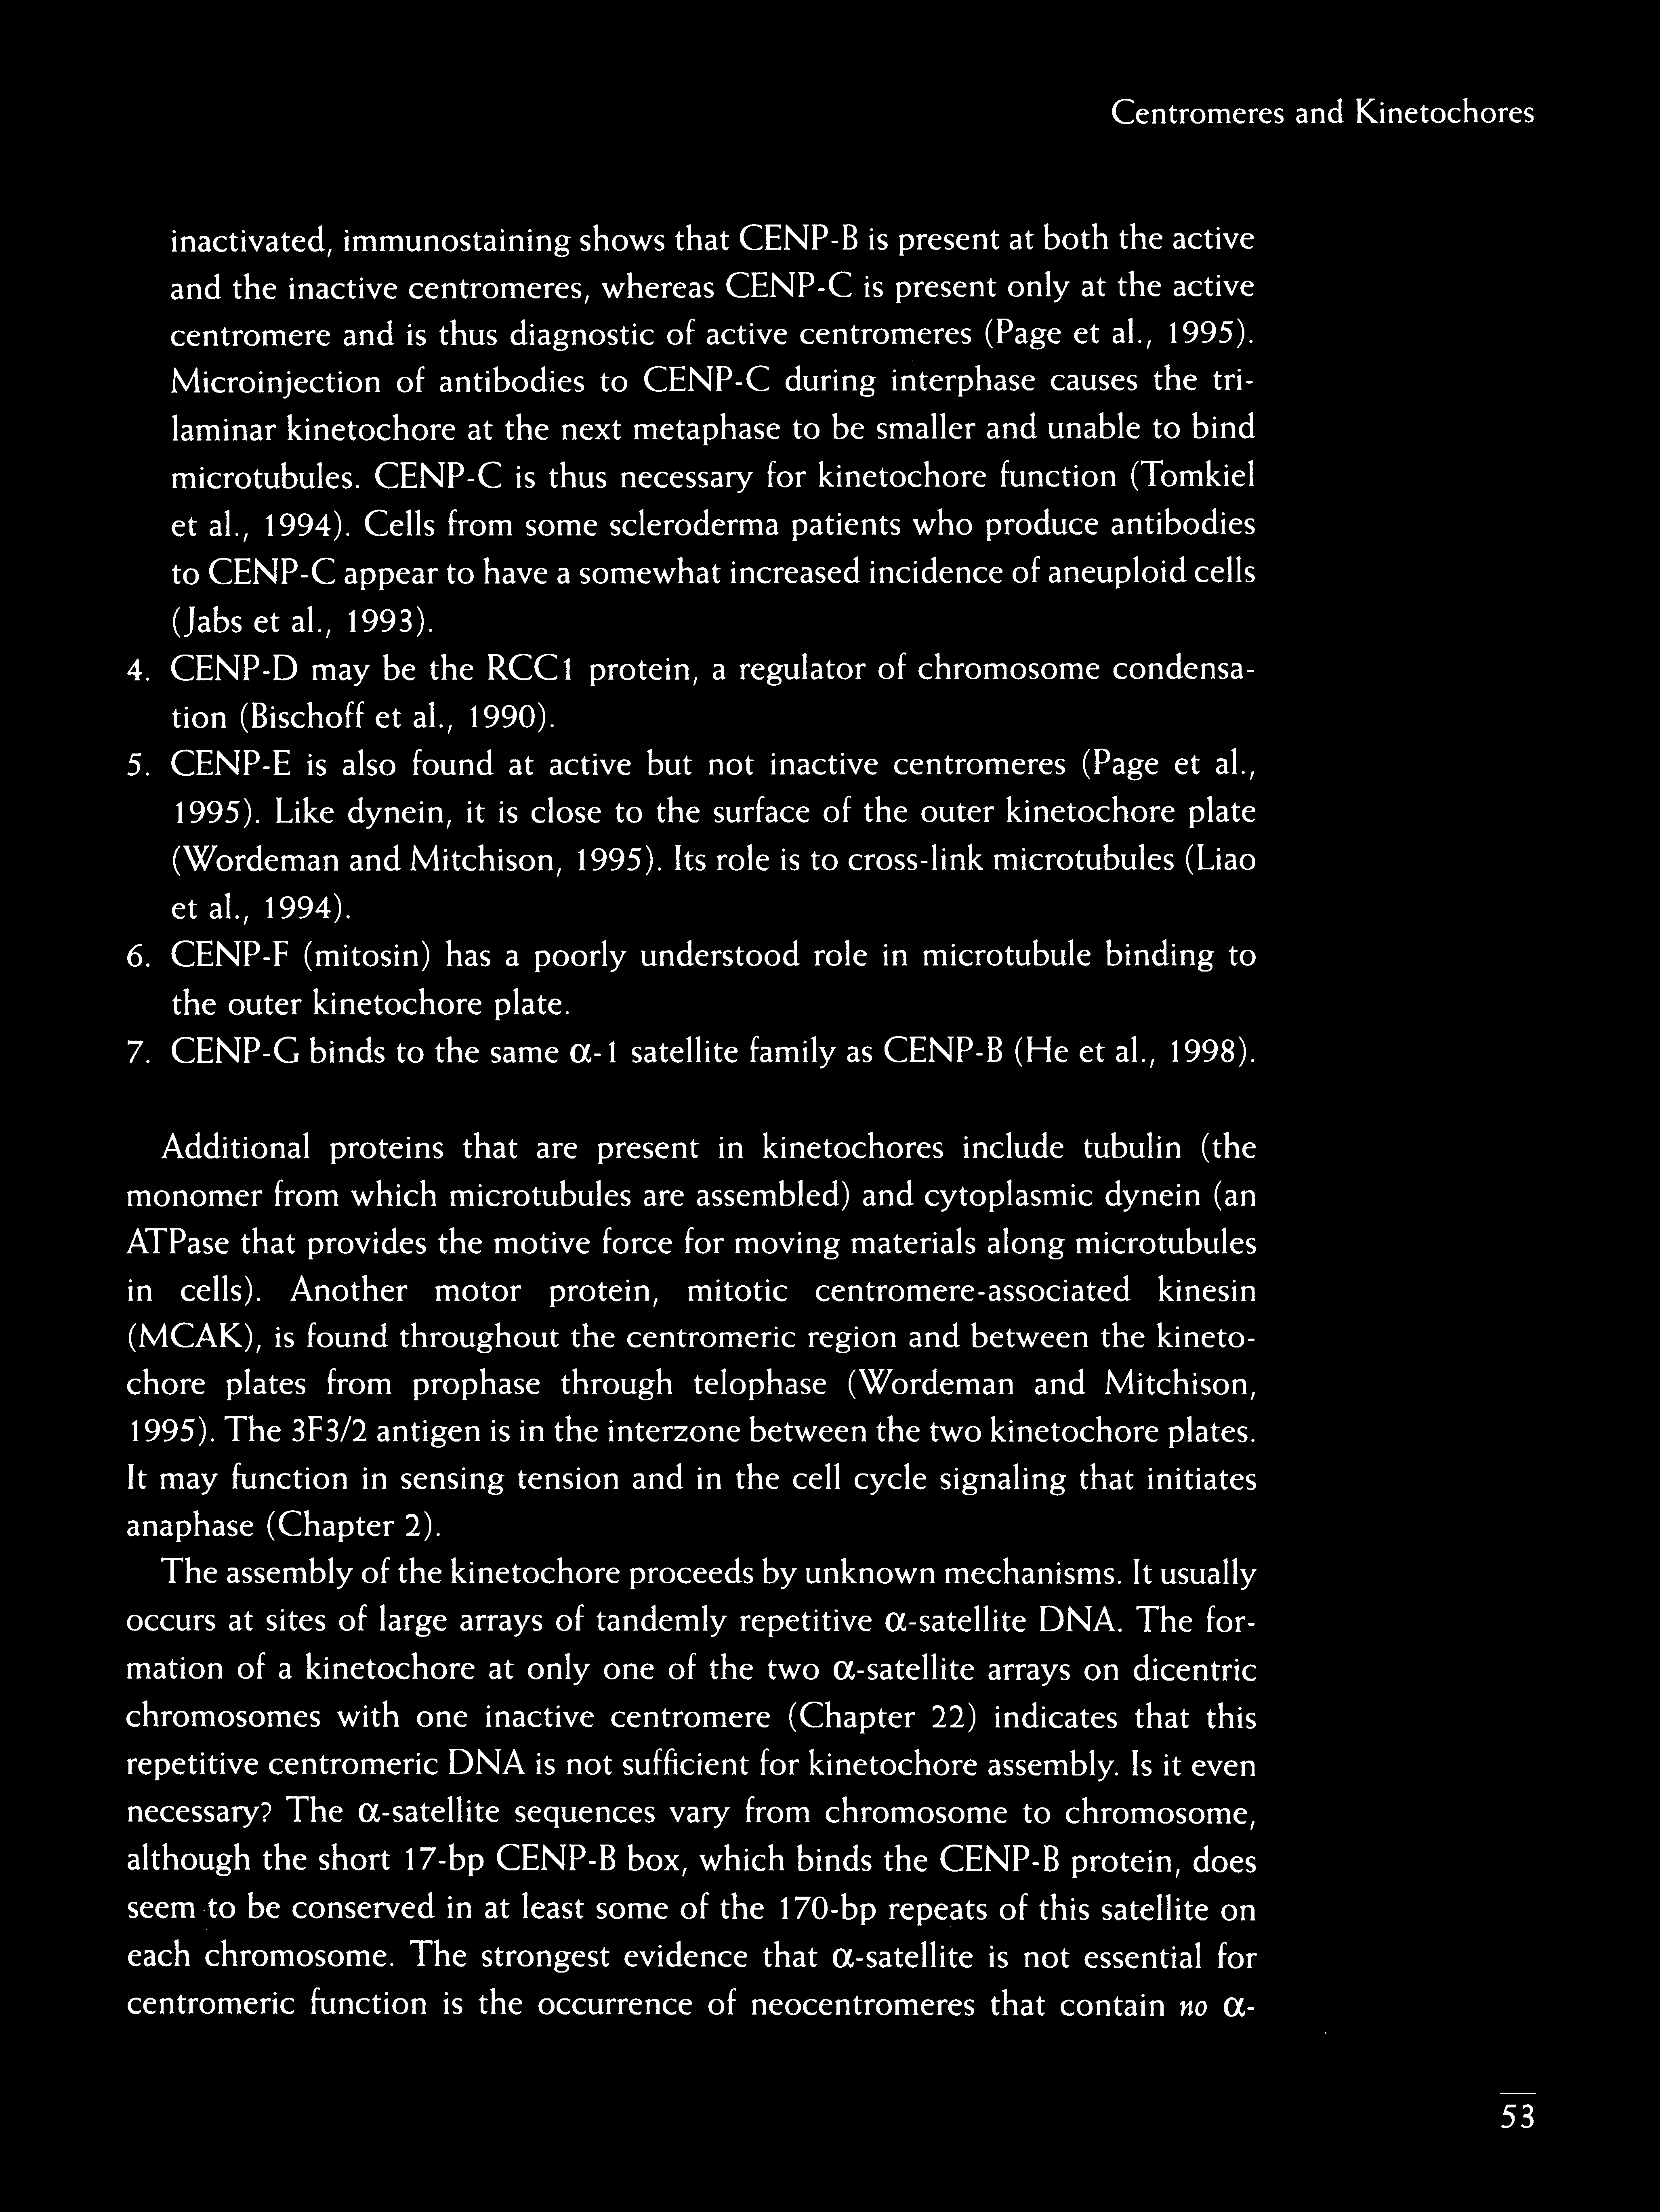 Centromeres and Kinetochores
inactivated, immunostaining shows that CENP-B is present at both the active
and the inactive centromeres, whereas CENP-C is present only at the active
centromere and is thus diagnostic of active centromeres (Page et al., 1995).
Microinjection of antibodies to CENP-C during interphase causes the tri-
laminar kinetochore at the next metaphase to be smaller and unable to bind
microtubules. CENP-C is thus necessary for kinetochore function (Tomkiel
et al., 1994). Cells from some scleroderma patients who produce antibodies
to CENP-C appear to have a somewhat increased incidence of aneuploid cells
(Jabs et al., 1993).
4. CENP-D may be the RCC1 protein, a regulator of chromosome condensa-
tion (Bischoff et al., 1990).
5. CENP-E is also found at active but not inactive centromeres (Page et al.,
1995). Like dynein, it is close to the surface of the outer kinetochore plate
(Wordeman and Mitchison, 1995). Its role is to cross-link microtubules (Liao
et al., 1994).
6. CENP-F (mitosin) has a poorly understood role in microtubule binding to
the outer kinetochore plate.
7. CENP-G binds to the same α-1 satellite family as CENP-B (He et al., 1998).
Additional proteins that are present in kinetochores include tubulin (the
monomer from which microtubules are assembled) and cytoplasmic dynein (an
ATPase that provides the motive force for moving materials along microtubules
in cells). Another motor protein, mitotic centromere-associated kinesin
(MCAK), is found throughout the centromeric region and between the kineto-
chore plates from prophase through telophase (Wordeman and Mitchison,
1995). The 3F3/2 antigen is in the interzone between the two kinetochore plates.
It may function in sensing tension and in the cell cycle signaling that initiates
anaphase (Chapter 2).
The assembly of the kinetochore proceeds by unknown mechanisms. It usually
occurs at sites of large arrays of tandemly repetitive α-satellite DNA. The for-
mation of a kinetochore at only one of the two α-satellite arrays on dicentric
chromosomes with one inactive centromere (Chapter 22) indicates that this
repetitive centromeric DNA is not sufficient for kinetochore assembly. Is it even
necessary? The α-satellite sequences vary from chromosome to chromosome,
although the short 17-bp CENP-B box, which binds the CENP-B protein, does
seem to be conserved in at least some of the 170-bp repeats of this satellite on
each chromosome. The strongest evidence that α-satellite is not essential for
centromeric function is the occurrence of neocentromeres that contain no α-
53